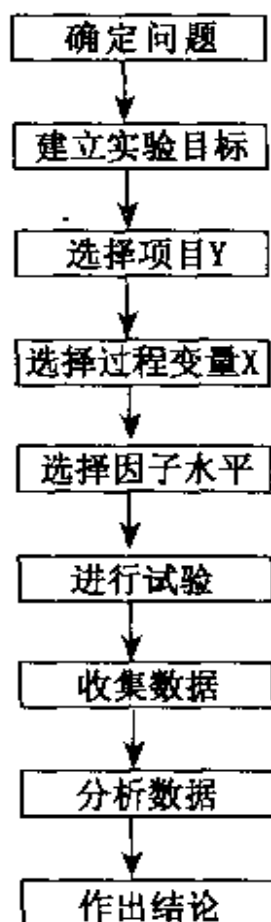 确定问题
建立实验目标
选择项目Y
选择过程变量X
选择因子水平
进行试验
收集数据
分析数据
作出结论